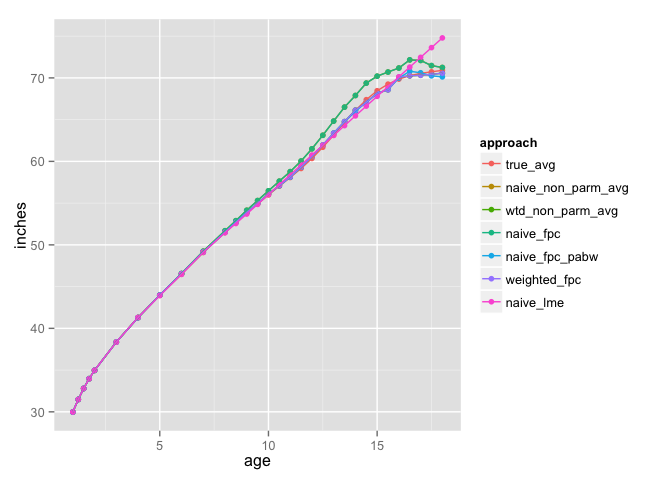 70
60
50
40
30
inches
5
10
15
age
approach
true_avg
naive_non_parm_avg
wtd_non_parm_avg
naive_fpc
naive_fpc_pabw
weighted_fpc
naive_lme